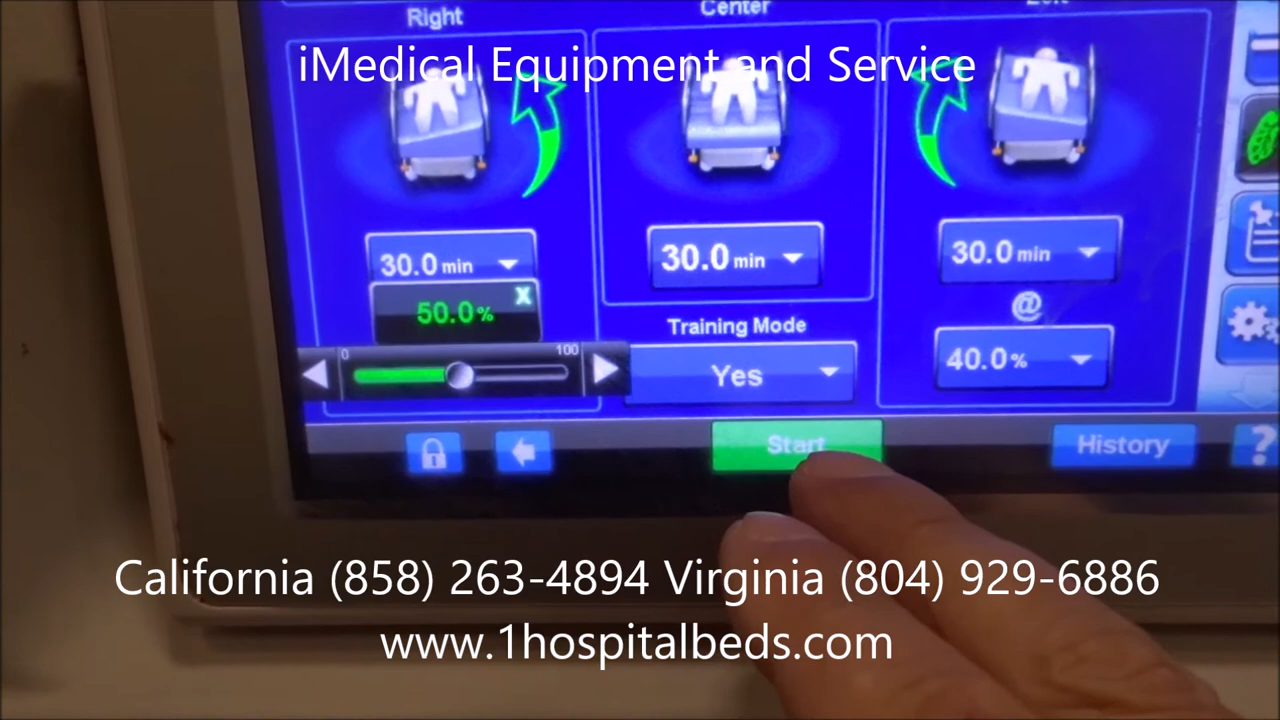 Right
Center
iMedical Equipment and Service
30.0 min
30.0 min
30.0 min
50.0%
X
@
Training Mode
0
100
Yes
40.0%
Start
History
?
California (858) 263-4894 Virginia (804) 929-6886
www.1hospitalbeds.com